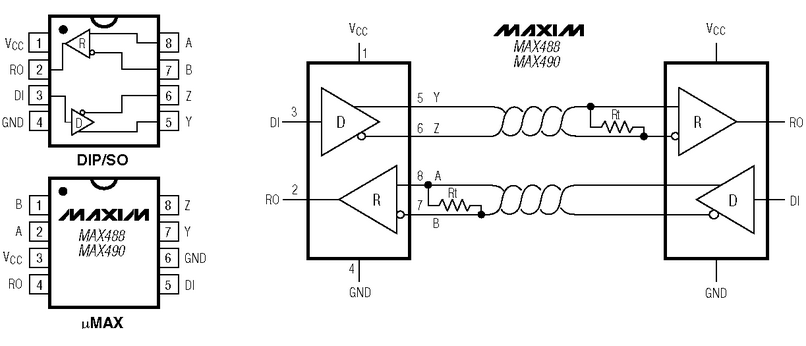 VCC 1 8 A
RO 2 7 B
DI 3 6 Z
GND 4 5 Y
R
D
DIP/SO
B 1 8 Z
A 2 7 Y
VCC 3 6 GND
RO 4 5 DI
MAXIM
MAX488
MAX490
µMAX
MAXIM
MAX488
MAX490
VCC
1
VCC
DI 3 D 5 Y
6 Z
Rt
R RO
RO 2 R 8 A
7 B
Rt
D DI
4
GND
GND